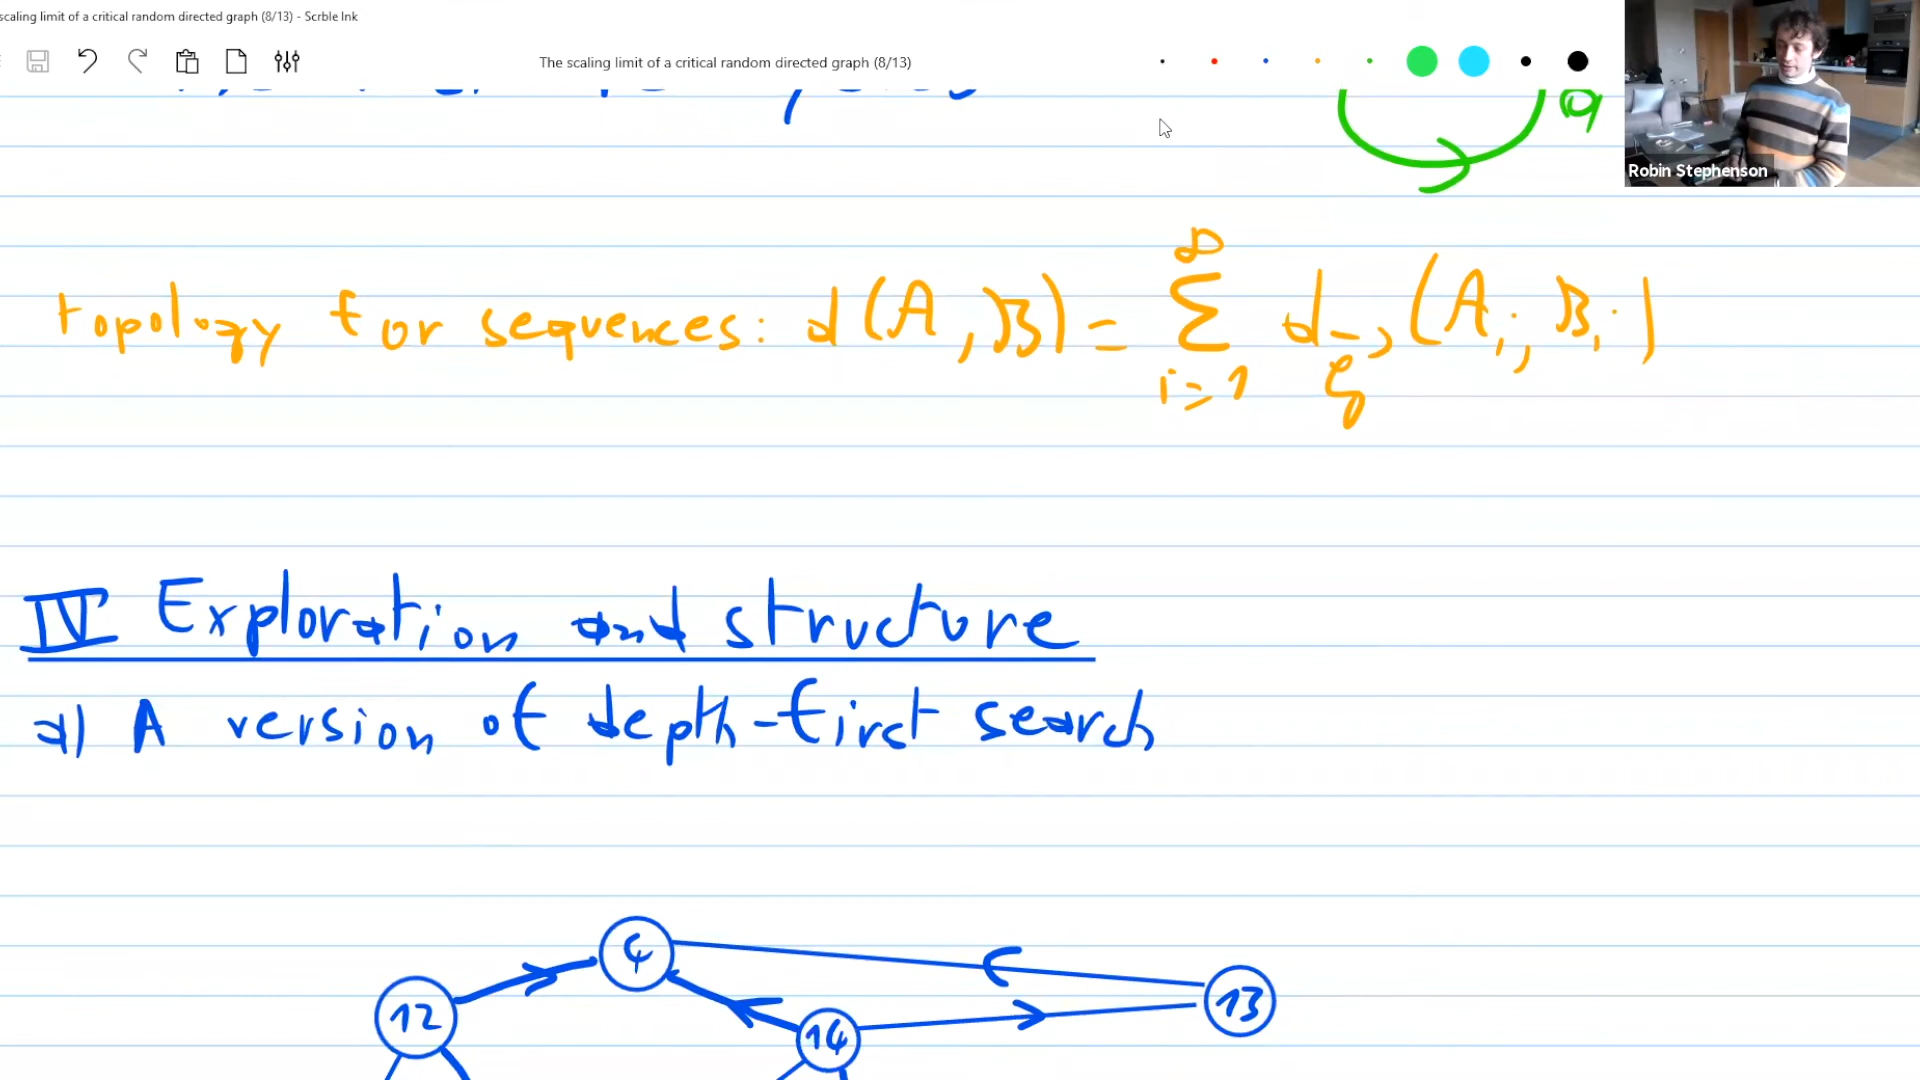 scaling limit of a critical random directed graph (8/13) - Scrble Ink
The scaling limit of a critical random directed graph (8/13)
Robin Stephenson
topology for sequences: d(A, B) = ∑_{i=1}^{∞} d_{\vec{G}}(A_i, B_i)
IV Exploration and structure
a) A version of depth-first search
4
12
13
14